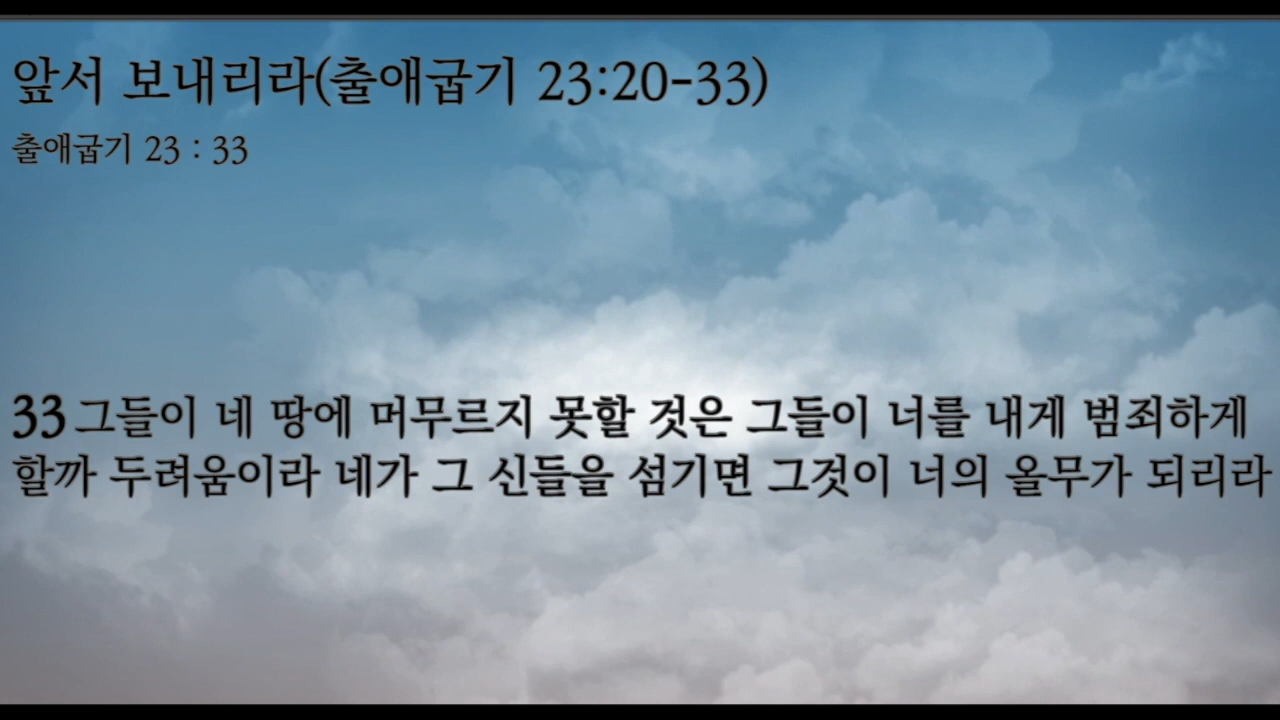 앞서 보내리라(출애굽기 23:20-33)
출애굽기 23 : 33
33그들이 네 땅에 머무르지 못할 것은 그들이 너를 내게 범죄하게
할까 두려움이라 네가 그 신들을 섬기면 그것이 너의 올무가 되리라